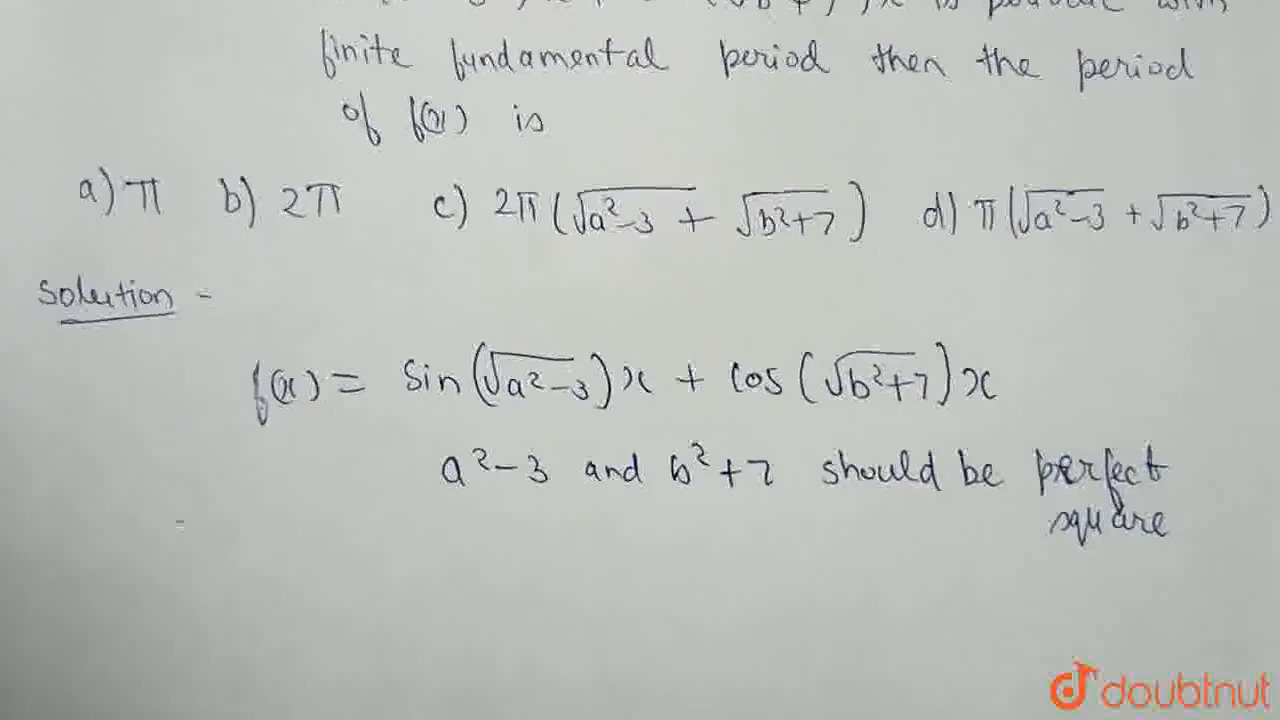 is
finite fundamental period then the period
of f(x) is
a) π b) 2π c) 2π (√a²-3 + √b²+7) d) π(√a²-3 + √b²+7)
Solution -
f(x) = Sin(√a²-3)x + Cos(√b²+7)x
a²-3 and b²+7 should be perfect
square
doubtnut